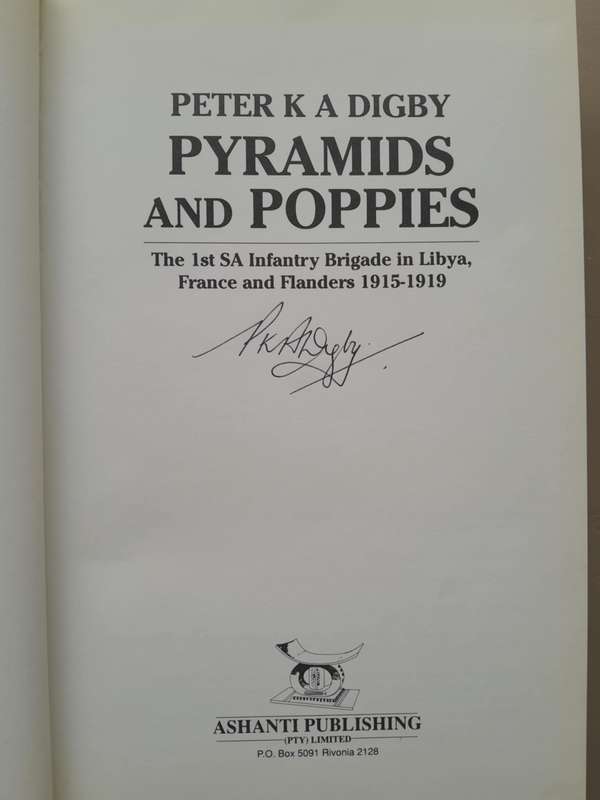 PETER K A DIGBY
PYRAMIDS
AND POPPIES
The 1st SA Infantry Brigade in Libya,
France and Flanders 1915-1919
PKADigby.
ASHANTI PUBLISHING
(PTY) LIMITED
P.O. Box 5091 Rivonia 2128